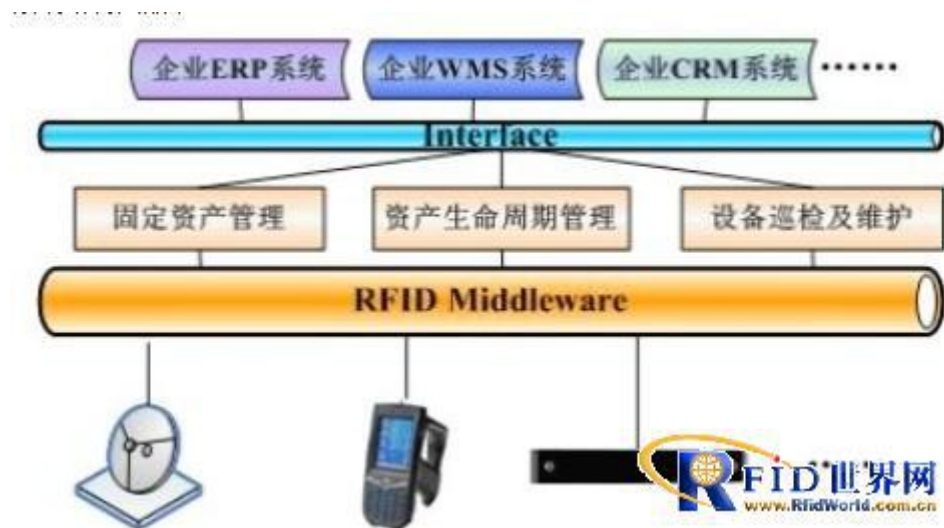 企业ERP系统
企业WMS系统
企业CRM系统
......
Interface
固定资产管理
资产生命周期管理
设备巡检及维护
RFID Middleware
RFID世界网
www.RfidWorld.com.cn